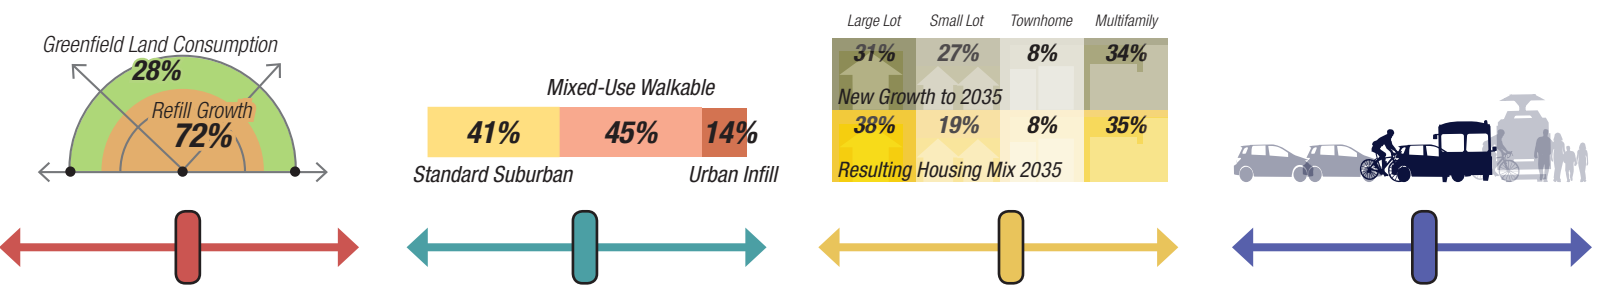 Greenfield Land Consumption
28%
Refill Growth
72%
Mixed-Use Walkable
41% 45% 14%
Standard Suburban Urban Infill
Large Lot Small Lot Townhome Multifamily
31% 27% 8% 34%
New Growth to 2035
38% 19% 8% 35%
Resulting Housing Mix 2035